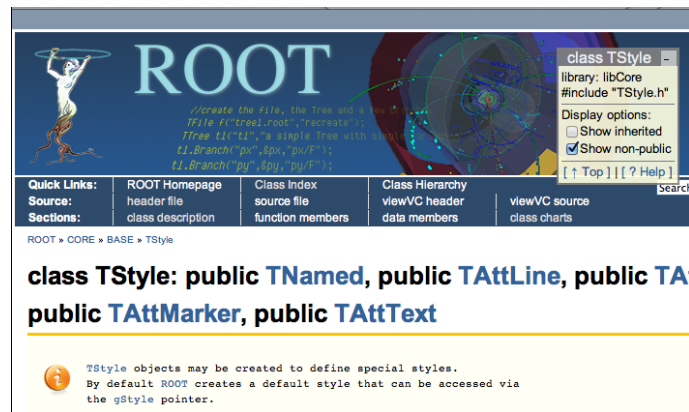 ROOT
//create the file, the Tree and a few bran
TFile f("tree1.root","recreate");
TTree t1("t1","a simple Tree with simple
t1.Branch("px",&px,"px/F");
t1.Branch("py",&py,"py/F");
class TStyle -
library: libCore
#include "TStyle.h"
Display options:
Show inherited
Show non-public
[ ↑ Top ] | [ ? Help ]
Search
Quick Links: ROOT Homepage Class Index Class Hierarchy
Source: header file source file viewVC header viewVC source
Sections: class description function members data members class charts
ROOT » CORE » BASE » TStyle
class TStyle: public TNamed, public TAttLine, public TA
public TAttMarker, public TAttText
TStyle objects may be created to define special styles.
By default ROOT creates a default style that can be accessed via
the gStyle pointer.